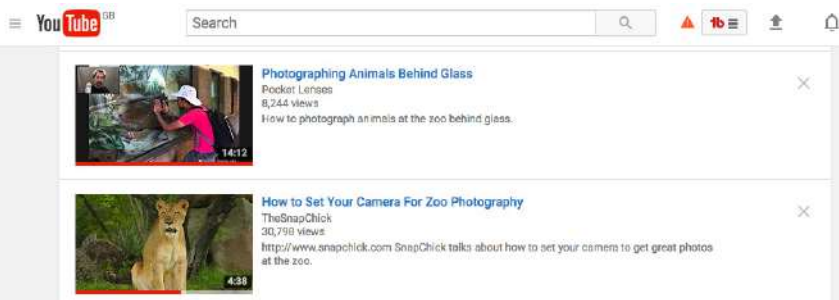 YouTube GB
Search
Photographing Animals Behind Glass
Pocket Lenses
8,244 views
How to photograph animals at the zoo behind glass.
14:12
How to Set Your Camera For Zoo Photography
TheSnapChick
30,798 views
http://www.snapchick.com SnapChick talks about how to set your camera to get great photos
at the zoo.
4:38